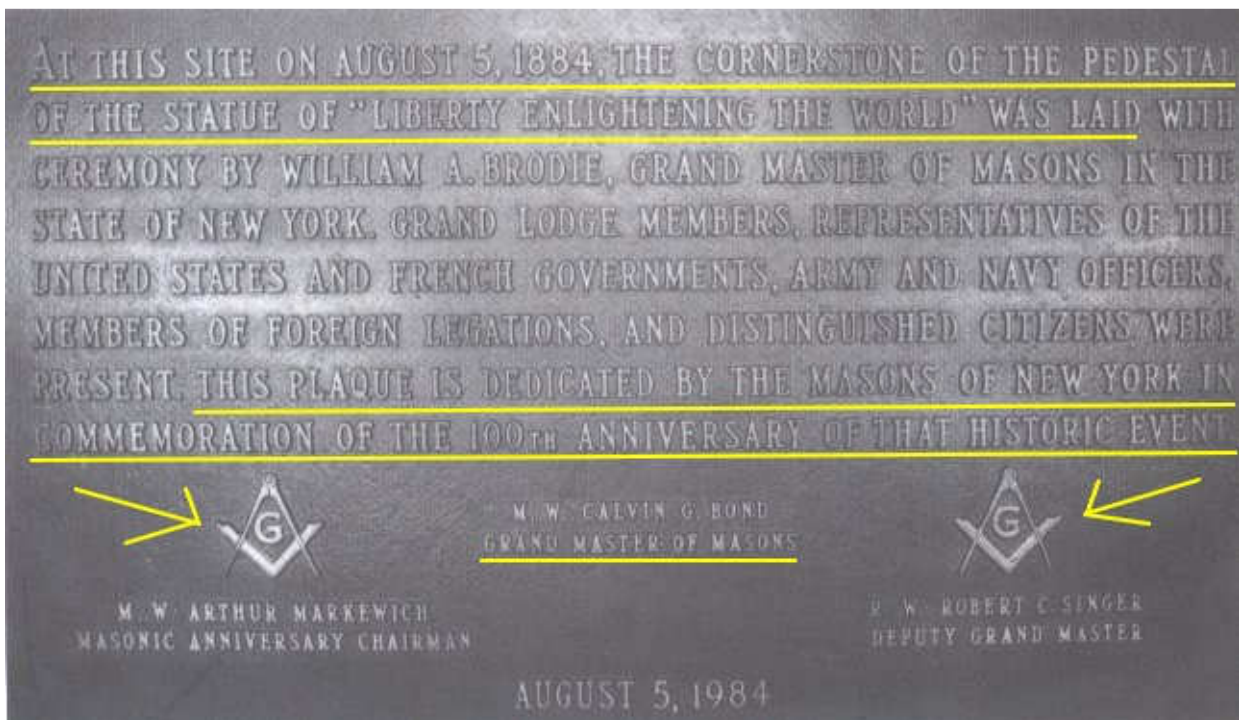 AT THIS SITE ON AUGUST 5, 1884, THE CORNERSTONE OF THE PEDESTAL
OF THE STATUE OF "LIBERTY ENLIGHTENING THE WORLD" WAS LAID WITH
CEREMONY BY WILLIAM A. BRODIE, GRAND MASTER OF MASONS IN THE
STATE OF NEW YORK. GRAND LODGE MEMBERS, REPRESENTATIVES OF THE
UNITED STATES AND FRENCH GOVERNMENTS, ARMY AND NAVY OFFICERS,
MEMBERS OF FOREIGN LEGATIONS, AND DISTINGUISHED CITIZENS WERE
PRESENT. THIS PLAQUE IS DEDICATED BY THE MASONS OF NEW YORK IN
COMMEMORATION OF THE 100TH ANNIVERSARY OF THAT HISTORIC EVENT.
G
G
M. W. CALVIN G. BOND
GRAND MASTER OF MASONS
M. W. ARTHUR MARKEWICH
MASONIC ANNIVERSARY CHAIRMAN
R. W. ROBERT C. SINGER
DEPUTY GRAND MASTER
AUGUST 5, 1984